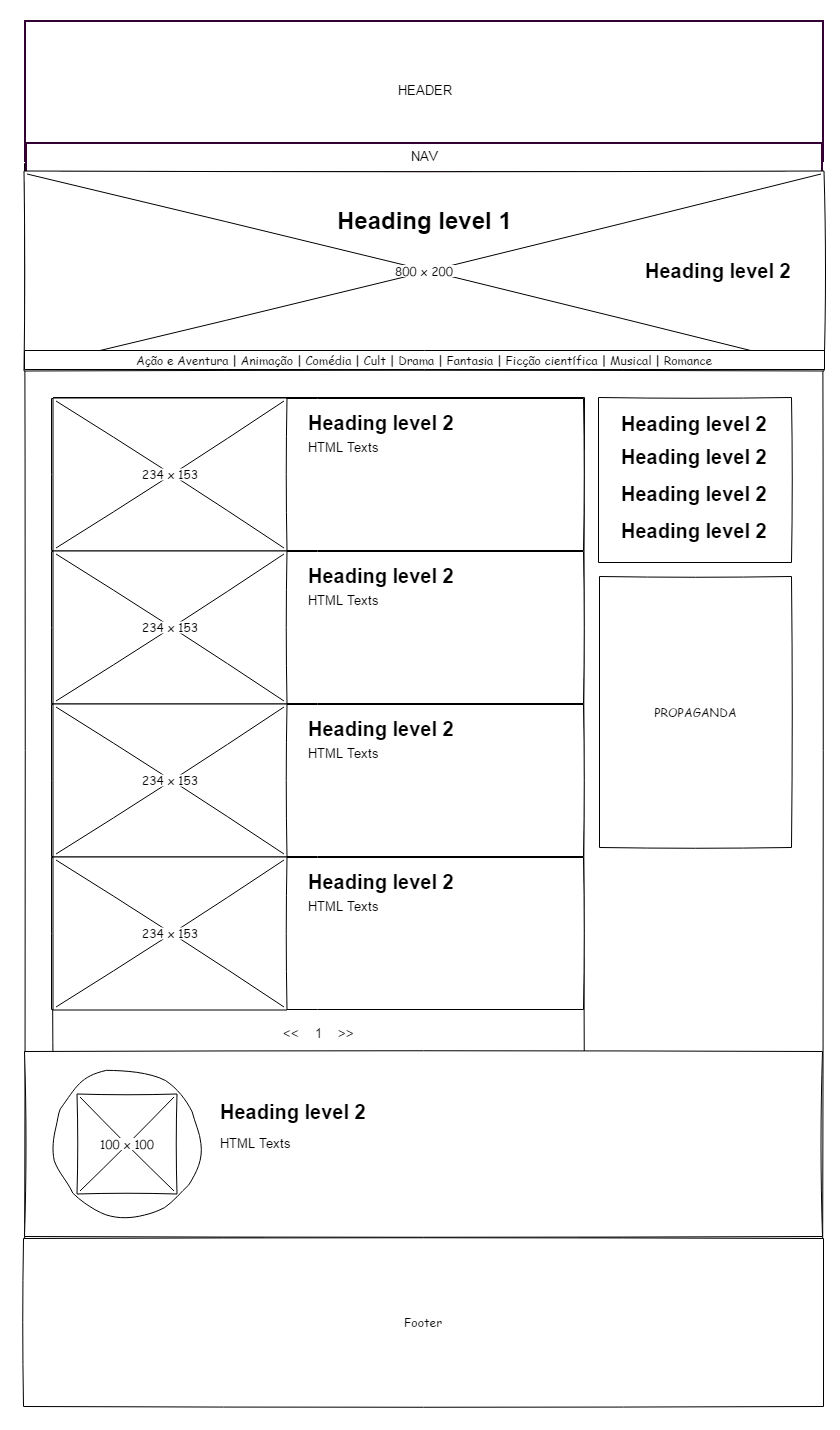 HEADER
NAV
Heading level 1
800 x 200
Heading level 2
Ação e Aventura | Animação | Comédia | Cult | Drama | Fantasia | Ficção científica | Musical | Romance
234 x 153
Heading level 2
HTML Texts
234 x 153
Heading level 2
HTML Texts
234 x 153
Heading level 2
HTML Texts
234 x 153
Heading level 2
HTML Texts
<< 1 >>
Heading level 2
Heading level 2
Heading level 2
Heading level 2
PROPAGANDA
100 x 100
Heading level 2
HTML Texts
Footer